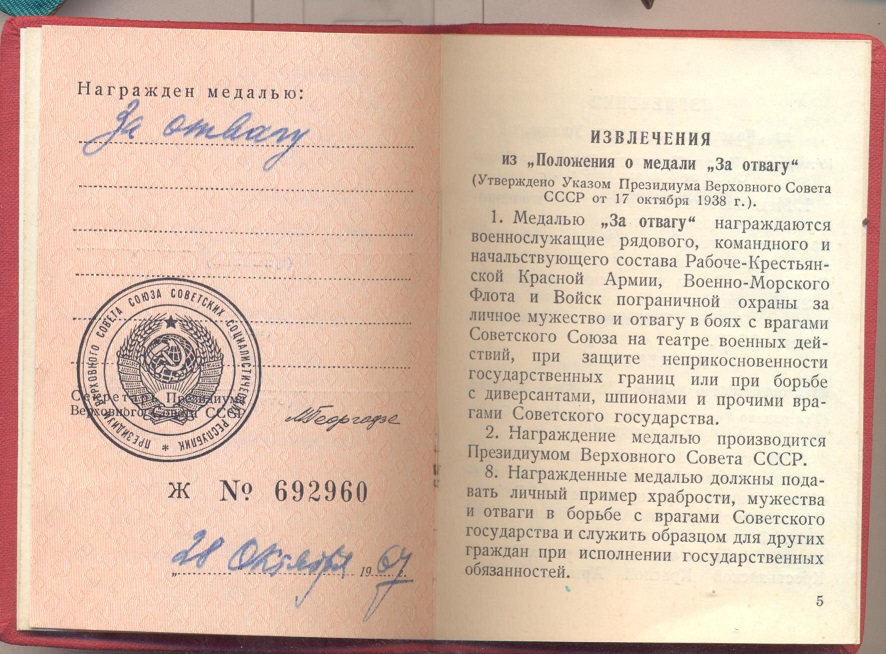 Награжден медалью:
За отвагу
ПРЕЗИДИУМ ВЕРХОВНОГО СОВЕТА СОЮЗА СОВЕТСКИХ СОЦИАЛИСТИЧЕСКИХ РЕСПУБЛИК *
Секретарь Президиума
Верховного Совета СССР
МГеоргадзе
Ж № 692960
„28 Октября 1967 г.
ИЗВЛЕЧЕНИЯ
из „Положения о медали „За отвагу“
(Утверждено Указом Президиума Верховного Совета
СССР от 17 октября 1938 г.).
1. Медалью „За отвагу“ награждаются
военнослужащие рядового, командного и
начальствующего состава Рабоче-Крестьян-
ской Красной Армии, Военно-Морского
Флота и Войск пограничной охраны за
личное мужество и отвагу в боях с врагами
Советского Союза на театре военных дей-
ствий, при защите неприкосновенности
государственных границ или при борьбе
с диверсантами, шпионами и прочими вра-
гами Советского государства.
2. Награждение медалью производится
Президиумом Верховного Совета СССР.
8. Награжденные медалью должны пода-
вать личный пример храбрости, мужества
и отваги в борьбе с врагами Советского
государства и служить образцом для других
граждан при исполнении государственных
обязанностей.
5